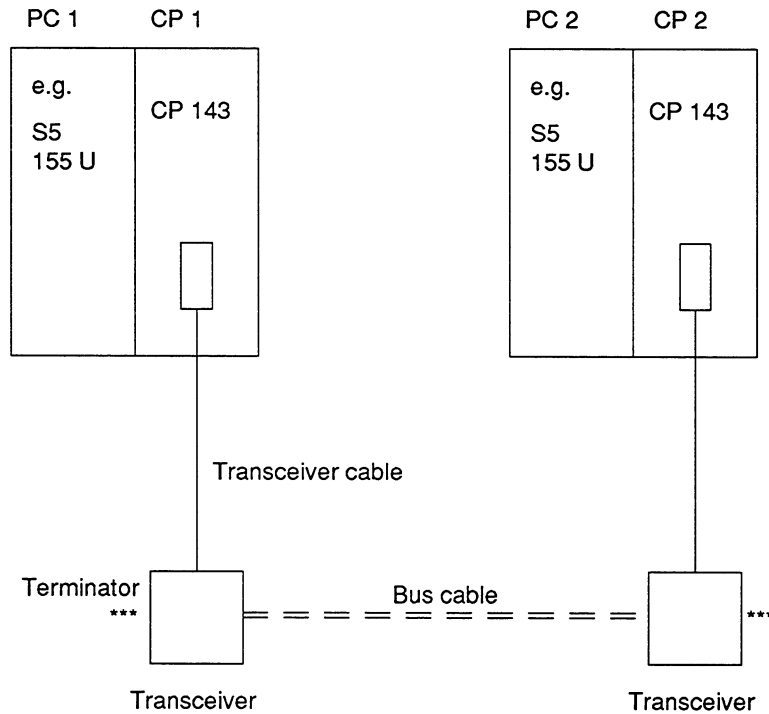 PC 1 CP 1 PC 2 CP 2
e.g.
CP 143
S5
155 U
e.g.
CP 143
S5
155 U
Transceiver cable
Terminator
***
Bus cable
***
Transceiver
Transceiver